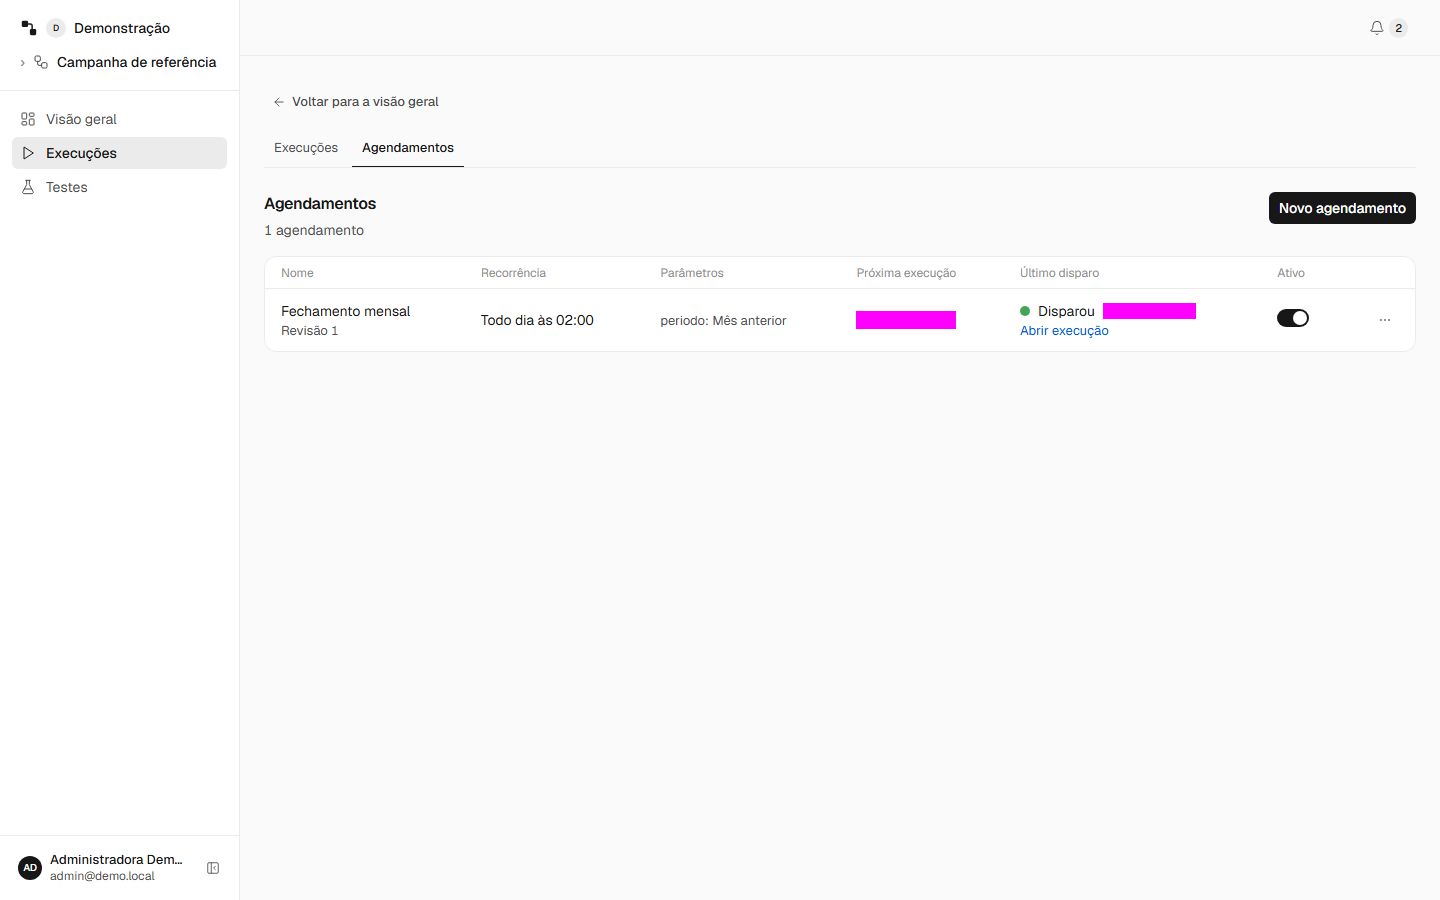 D Demonstração
Campanha de referência
Visão geral
Execuções
Testes
2
Voltar para a visão geral
Execuções Agendamentos
Agendamentos
1 agendamento
Novo agendamento
Nome Recorrência Parâmetros Próxima execução Último disparo Ativo
Fechamento mensal
Revisão 1
Todo dia às 02:00
periodo: Mês anterior
Disparou
Abrir execução
AD
Administradora Dem...
admin@demo.local